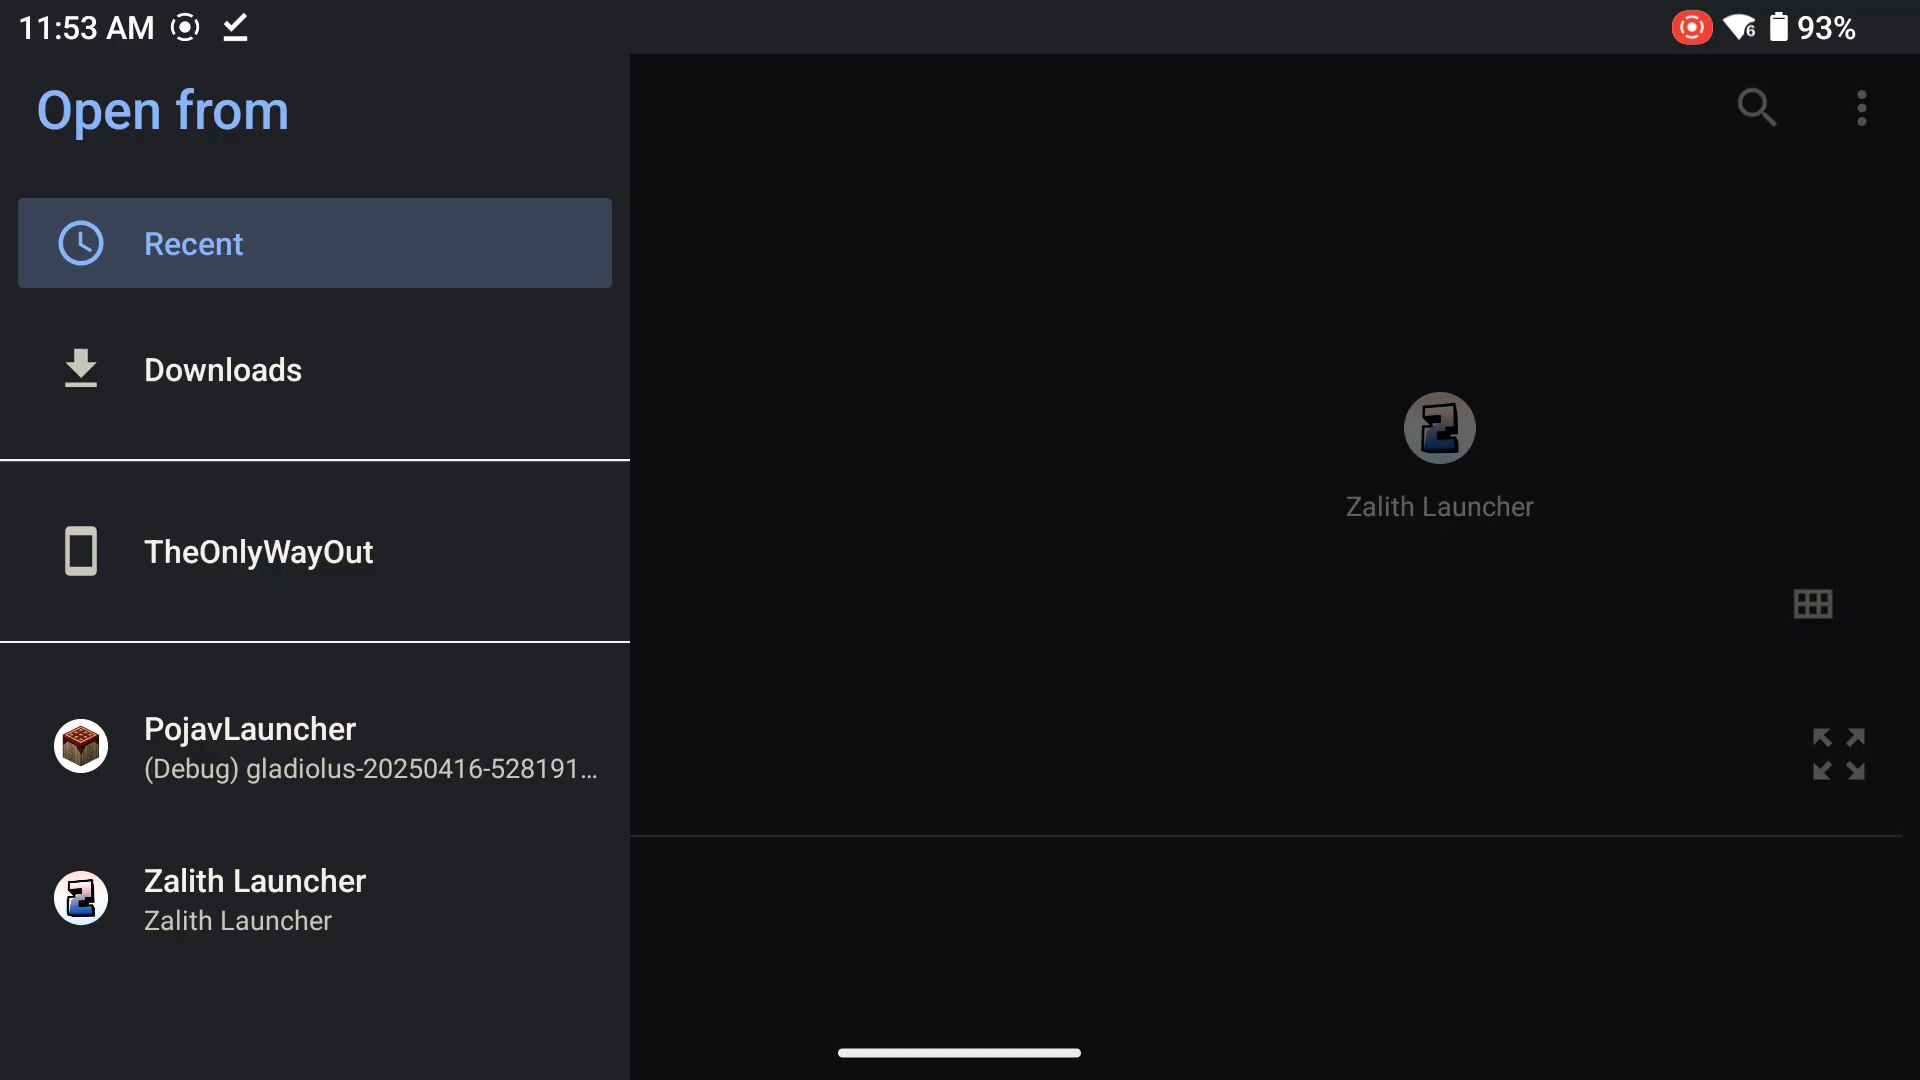 11:53 AM
6
93%
Open from
Recent
Downloads
TheOnlyWayOut
PojavLauncher
(Debug) gladiolus-20250416-528191...
Zalith Launcher
Zalith Launcher
Zalith Launcher